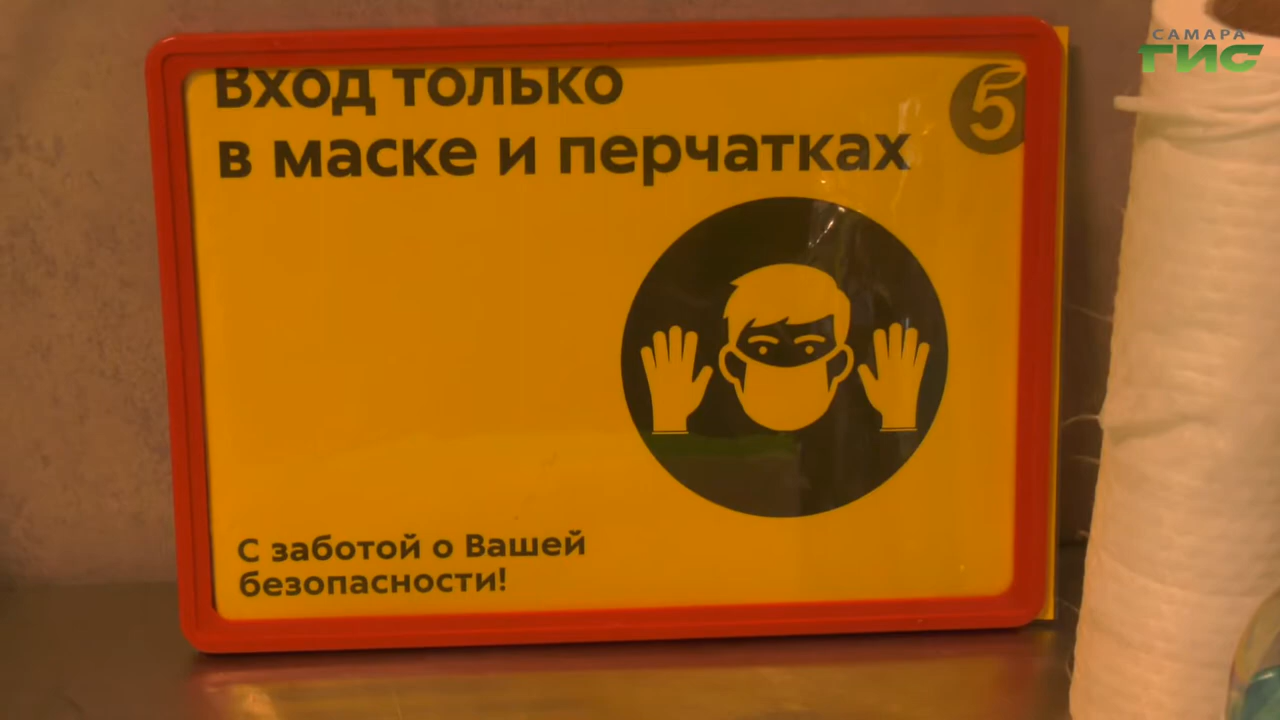 САМАРА
ГИС
Вход только
5
в маске и перчатках
С заботой о Вашей
безопасности!